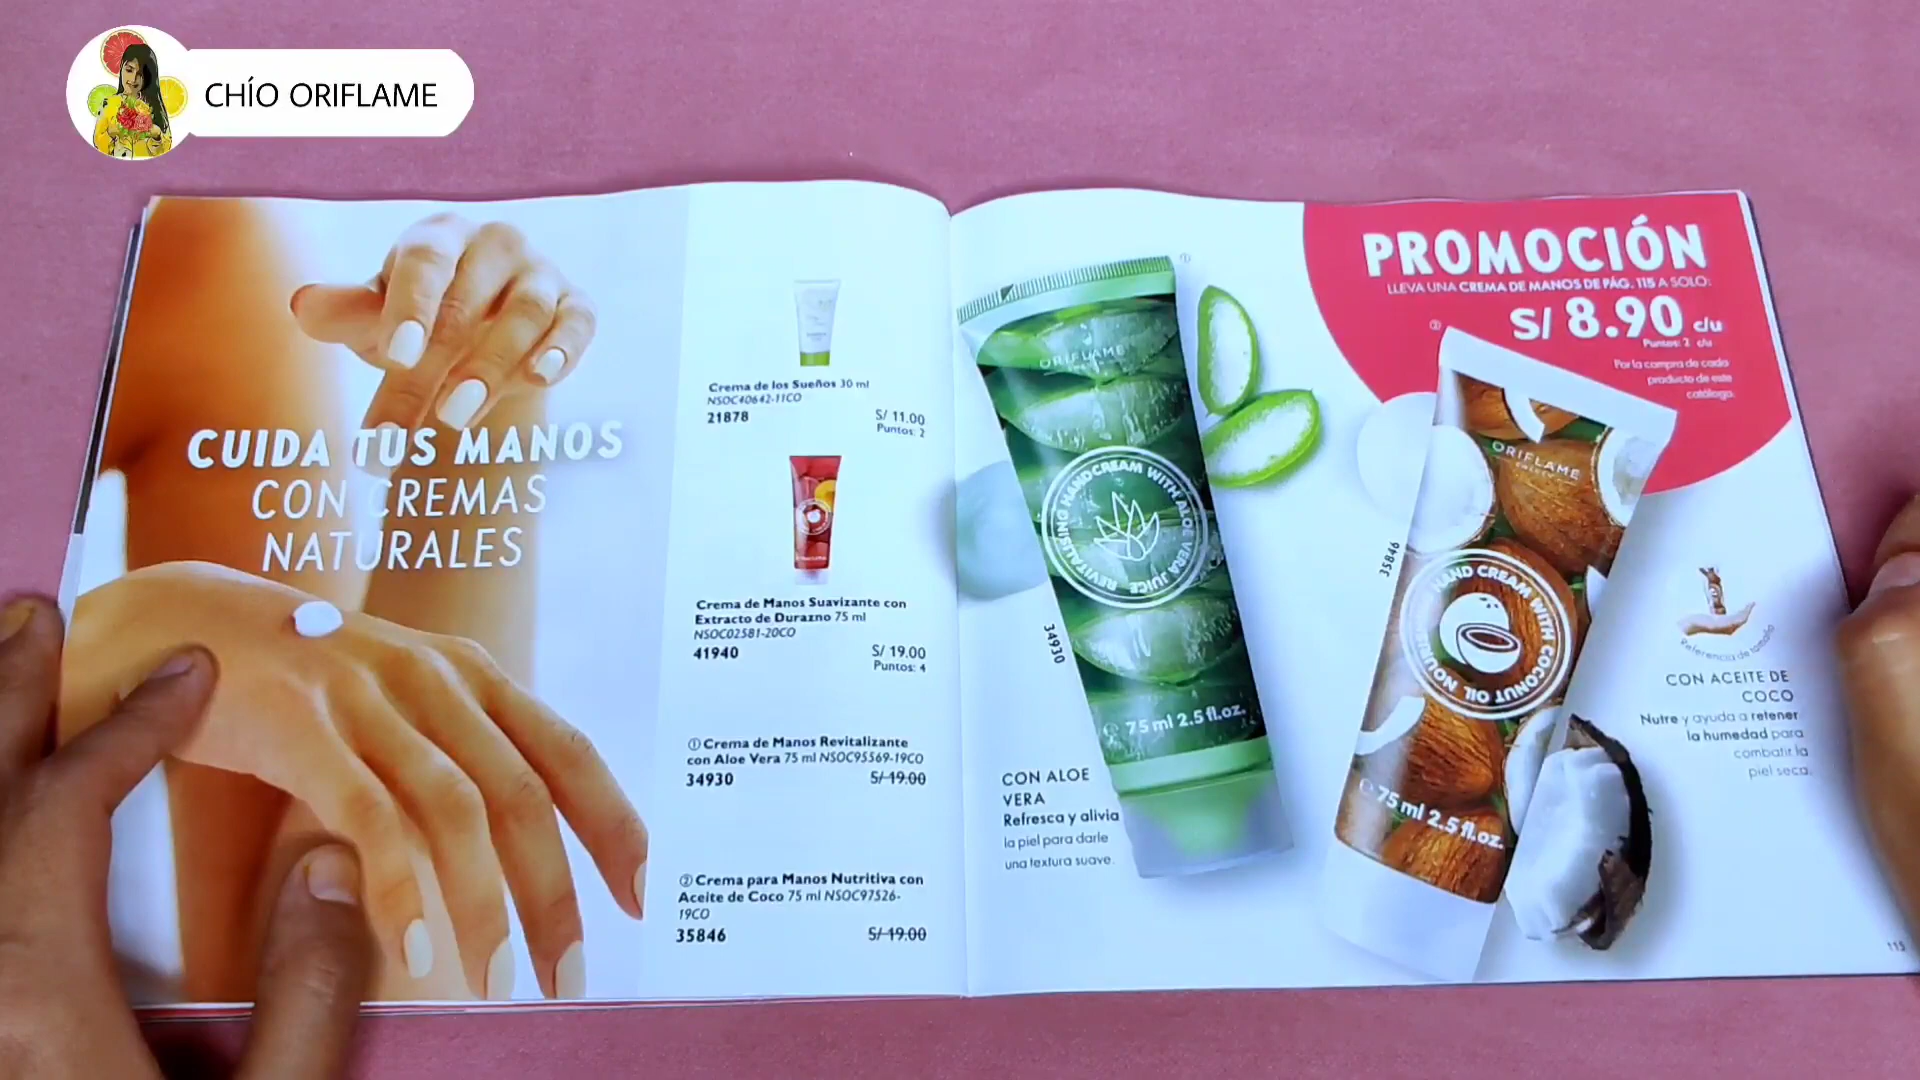 CHÍO ORIFLAME
CUIDA TUS MANOS
CON CREMAS
NATURALES
Crema de los Sueños 30 ml
NSOC40642-11CO
21878
S/ 11.00
Puntos: 2
Crema de Manos Suavizante con
Extracto de Durazno 75 ml
NSOC02581-20CO
41940
S/ 19.00
Puntos: 4
① Crema de Manos Revitalizante
con Aloe Vera 75 ml NSOC95569-19CO
34930
S/ 19.00
② Crema para Manos Nutritiva con
Aceite de Coco 75 ml NSOC97526-
19CO
35846
S/ 19.00
①
ORIFLAME
REVITALISING HANDCREAM WITH ALOE VERA JUICE
75 ml 2.5 fl.oz.
34930
CON ALOE
VERA
Refresca y alivia
la piel para darle
una textura suave.
PROMOCIÓN
LLEVA UNA CREMA DE MANOS DE PÁG. 115 A SOLO:
S/ 8.90 c/u
Puntos: 2 c/u
Por la compra de cada
producto de este
catálogo.
②
ORIFLAME
SWEDEN
HAND CREAM WITH COCONUT OIL
75 ml 2.5 fl.oz.
35846
Referencia de tamaño
CON ACEITE DE
COCO
Nutre y ayuda a retener
la humedad para
combatir la
piel seca.
115